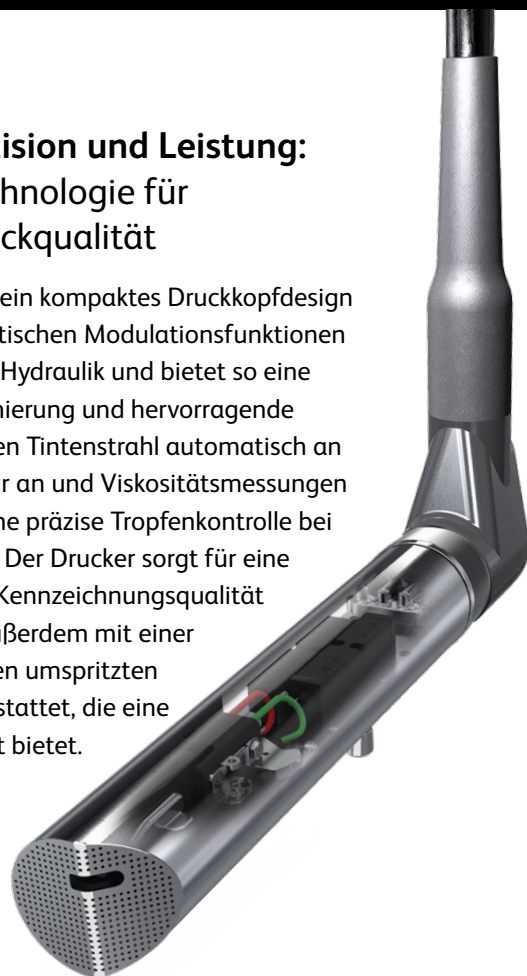 ision und Leistung:
hnologie für
ckqualität
ein kompaktes Druckkopfdesign
tischen Modulationsfunktionen
Hydraulik und bietet so eine
nierung und hervorragende
en Tintenstrahl automatisch an
r an und Viskositätsmessungen
ne präzise Tropfenkontrolle bei
Der Drucker sorgt für eine
Kennzeichnungsqualität
ßerdem mit einer
en umspritzten
stattet, die eine
t bietet.